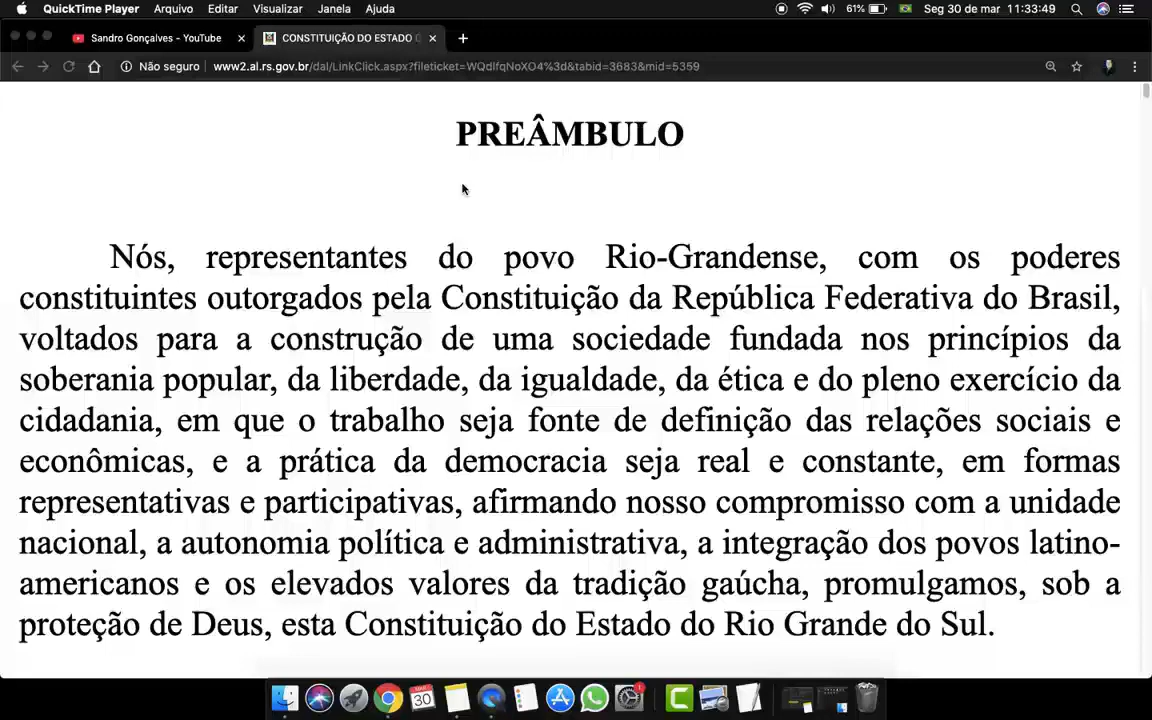 QuickTime Player Arquivo Editar Visualizar Janela Ajuda 61% Seg 30 de mar 11:33:49
Sandro Gonçalves - YouTube CONSTITUIÇÃO DO ESTADO
Não seguro www2.al.rs.gov.br/dal/LinkClick.aspx?fileticket=WQdIfqNoXO4%3d&tabid=3683&mid=5359
PREÂMBULO
Nós, representantes do povo Rio-Grandense, com os poderes
constituintes outorgados pela Constituição da República Federativa do Brasil,
voltados para a construção de uma sociedade fundada nos princípios da
soberania popular, da liberdade, da igualdade, da ética e do pleno exercício da
cidadania, em que o trabalho seja fonte de definição das relações sociais e
econômicas, e a prática da democracia seja real e constante, em formas
representativas e participativas, afirmando nosso compromisso com a unidade
nacional, a autonomia política e administrativa, a integração dos povos latino-
americanos e os elevados valores da tradição gaúcha, promulgamos, sob a
proteção de Deus, esta Constituição do Estado do Rio Grande do Sul.
MAR
30
1